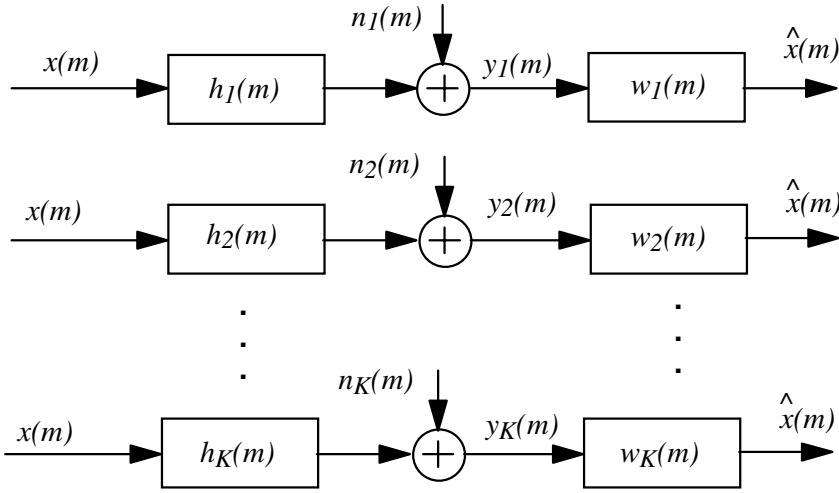 n1(m)
x(m) h1(m) + y1(m) w1(m) x̂(m)
n2(m)
x(m) h2(m) + y2(m) w2(m) x̂(m)
nK(m)
x(m) hK(m) + yK(m) wK(m) x̂(m)